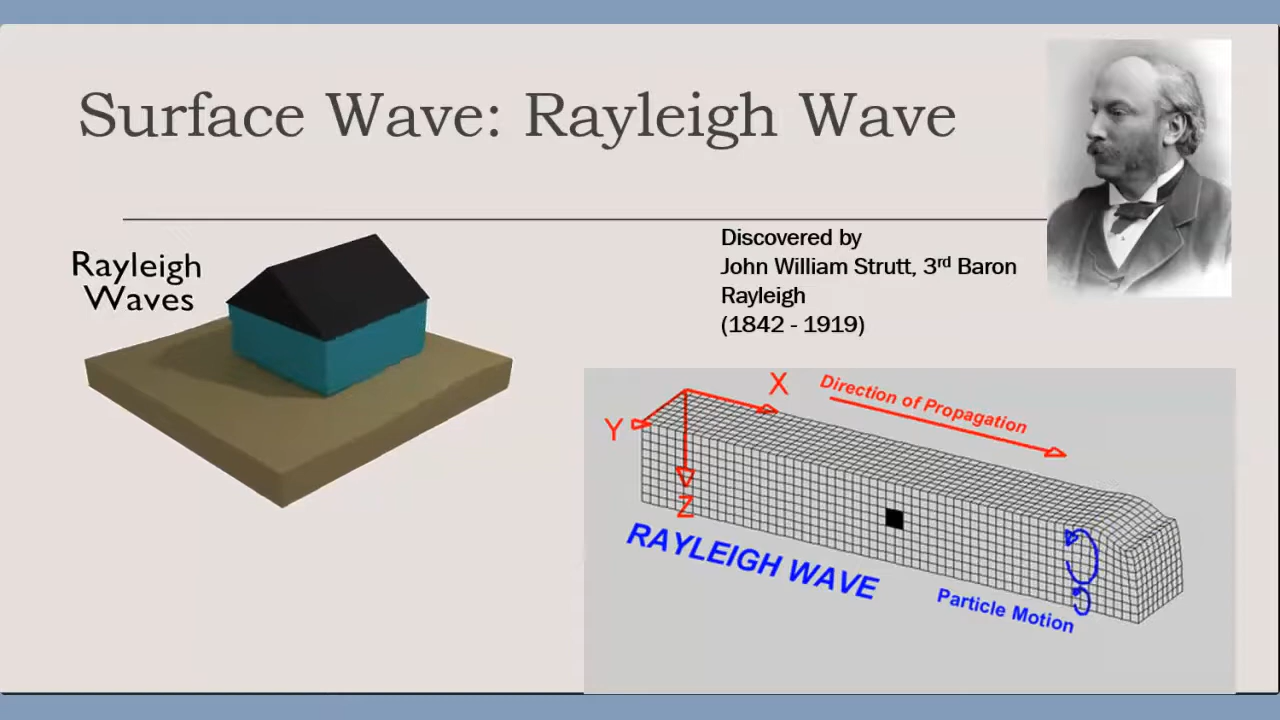 Surface Wave: Rayleigh Wave
Rayleigh
Waves
Discovered by
John William Strutt, 3rd Baron
Rayleigh
(1842 - 1919)
X
Direction of Propagation
Y
Z
RAYLEIGH WAVE
Particle Motion